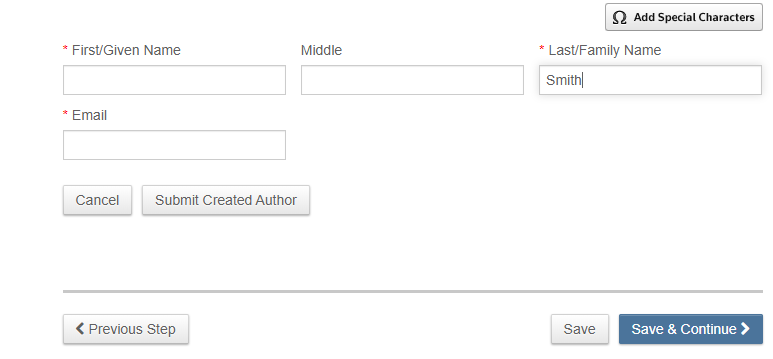 Ω Add Special Characters
* First/Given Name Middle * Last/Family Name
Smith
* Email
Cancel Submit Created Author
Previous Step Save Save & Continue